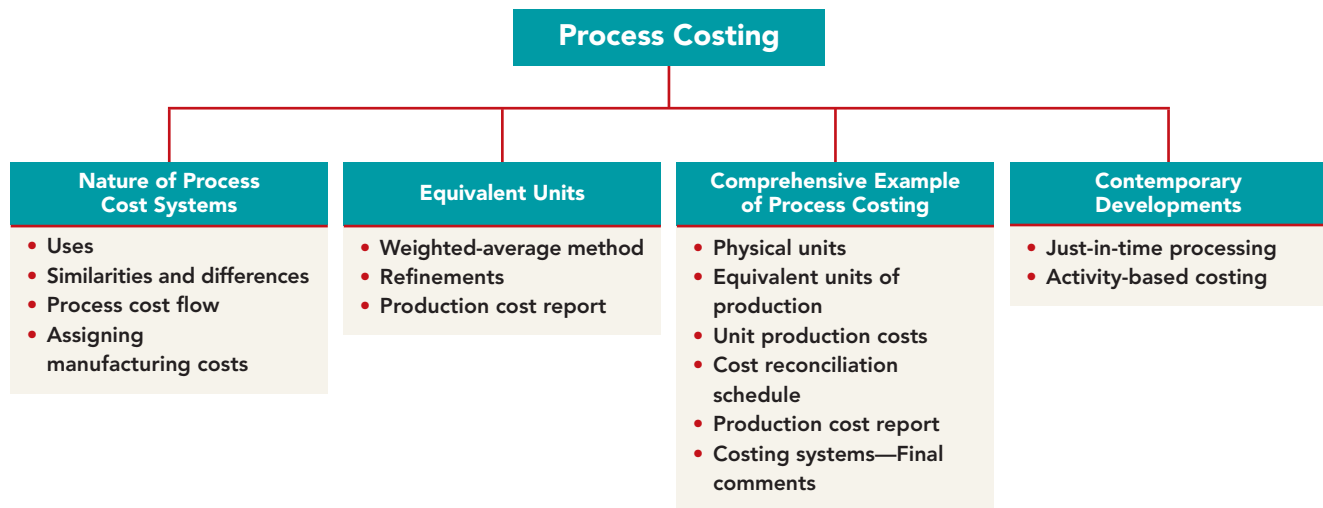 Process Costing
Nature of Process
Cost Systems
• Uses
• Similarities and differences
• Process cost flow
• Assigning
manufacturing costs
Equivalent Units
• Weighted-average method
• Refinements
• Production cost report
Comprehensive Example
of Process Costing
• Physical units
• Equivalent units of
production
• Unit production costs
• Cost reconciliation
schedule
• Production cost report
• Costing systems—Final
comments
Contemporary
Developments
• Just-in-time processing
• Activity-based costing